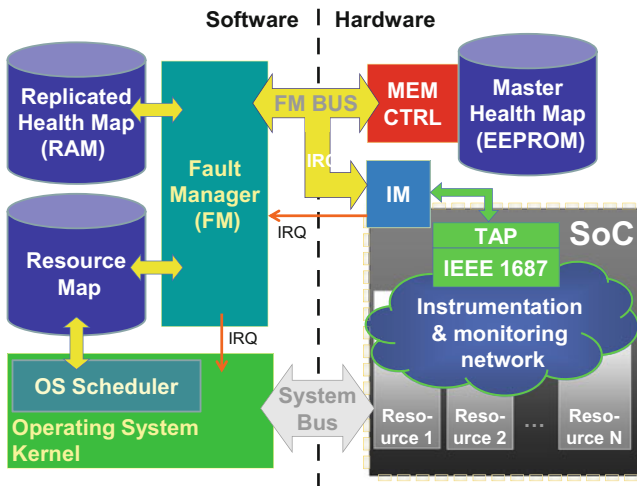 Software
Hardware
Replicated
Health Map
(RAM)
FM BUS
MEM
CTRL
Master
Health Map
(EEPROM)
Fault
Manager
(FM)
IRQ
IM
IRQ
TAP
IEEE 1687
SoC
Resource
Map
Instrumentation
& monitoring
network
IRQ
OS Scheduler
Operating System
Kernel
System
Bus
Reso-
urce 1
Reso-
urce 2
...
Reso-
urce N